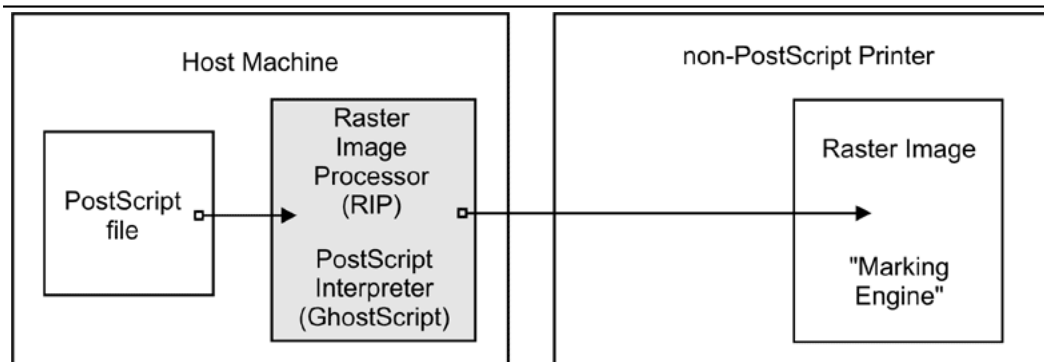 Host Machine
PostScript
file
Raster
Image
Processor
(RIP)
PostScript
Interpreter
(GhostScript)
non-PostScript Printer
Raster Image
"Marking
Engine"